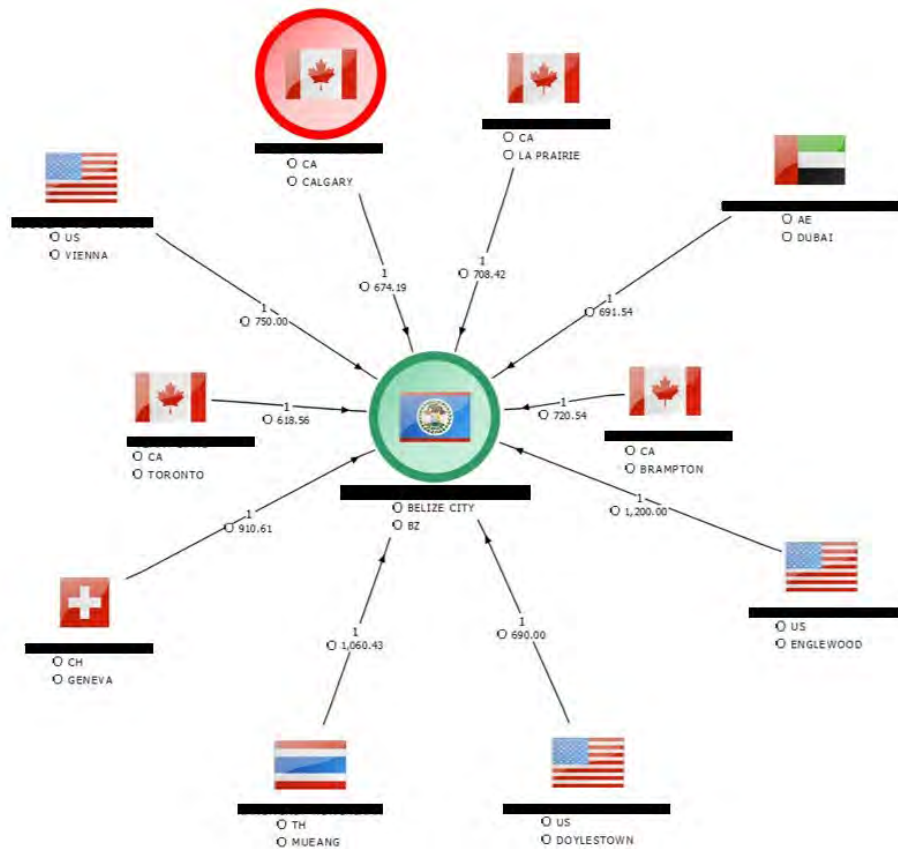 CA
CALGARY
CA
LA PRAIRIE
US
VIENNA
AE
DUBAI
1
674.19
1
708.42
1
750.00
1
691.54
CA
TORONTO
1
618.56
1
720.54
CA
BRAMPTON
BELIZE CITY
BZ
1
910.61
1
1,200.00
CH
GENEVA
1
1,060.43
1
690.00
US
ENGLEWOOD
TH
MUEANG
US
DOYLESTOWN